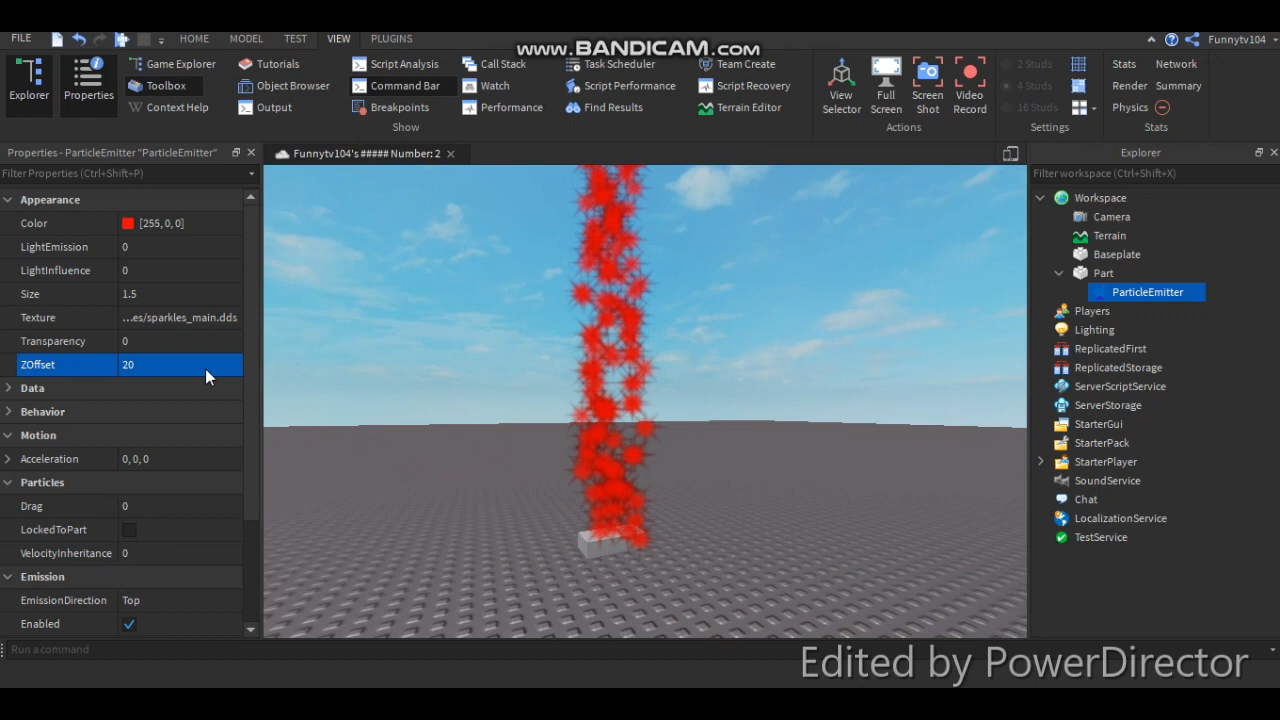 www.BANDICAM.com
FILE HOME MODEL TEST VIEW PLUGINS Funnytv104
Explorer Properties Game Explorer Tutorials Script Analysis Call Stack Task Scheduler Team Create View Selector Full Screen Screen Shot Video Record 2 Studs Stats Network
Toolbox Object Browser Command Bar Watch Script Performance Script Recovery 4 Studs Render Summary
Context Help Output Breakpoints Performance Find Results Terrain Editor 16 Studs Physics
Show Actions Settings Stats
Properties - ParticleEmitter "ParticleEmitter"
Filter Properties (Ctrl+Shift+P)
Appearance
Color [255, 0, 0]
LightEmission 0
LightInfluence 0
Size 1.5
Texture ...es/sparkles_main.dds
Transparency 0
ZOffset 20
Data
Behavior
Motion
Acceleration 0, 0, 0
Particles
Drag 0
LockedToPart
VelocityInheritance 0
Emission
EmissionDirection Top
Enabled
Funnytv104's ##### Number: 2
Explorer
Filter workspace (Ctrl+Shift+X)
Workspace
Camera
Terrain
Baseplate
Part
ParticleEmitter
Players
Lighting
ReplicatedFirst
ReplicatedStorage
ServerScriptService
ServerStorage
StarterGui
StarterPack
StarterPlayer
SoundService
Chat
LocalizationService
TestService
Run a command
Edited by PowerDirector